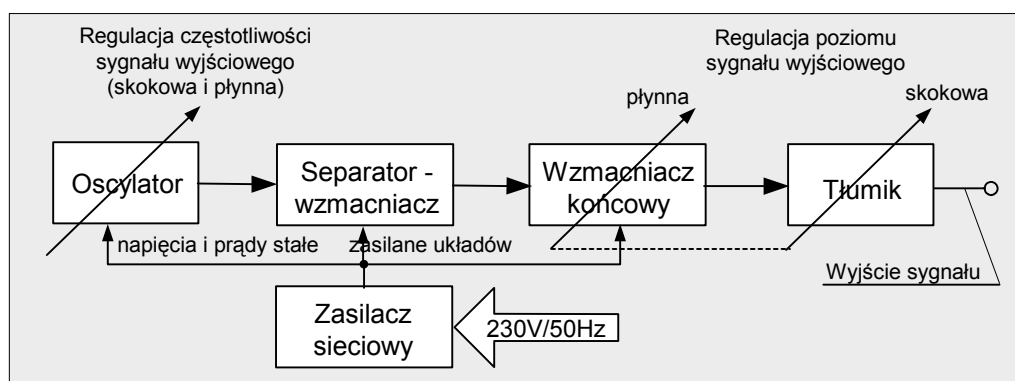 Regulacja częstotliwości
sygnału wyjściowego
(skokowa i płynna)
Regulacja poziomu
sygnału wyjściowego
płynna
skokowa
Oscylator
Separator -
wzmacniacz
Wzmacniacz
końcowy
Tłumik
napięcia i prądy stałe
zasilane układów
Wyjście sygnału
Zasilacz
sieciowy
230V/50Hz